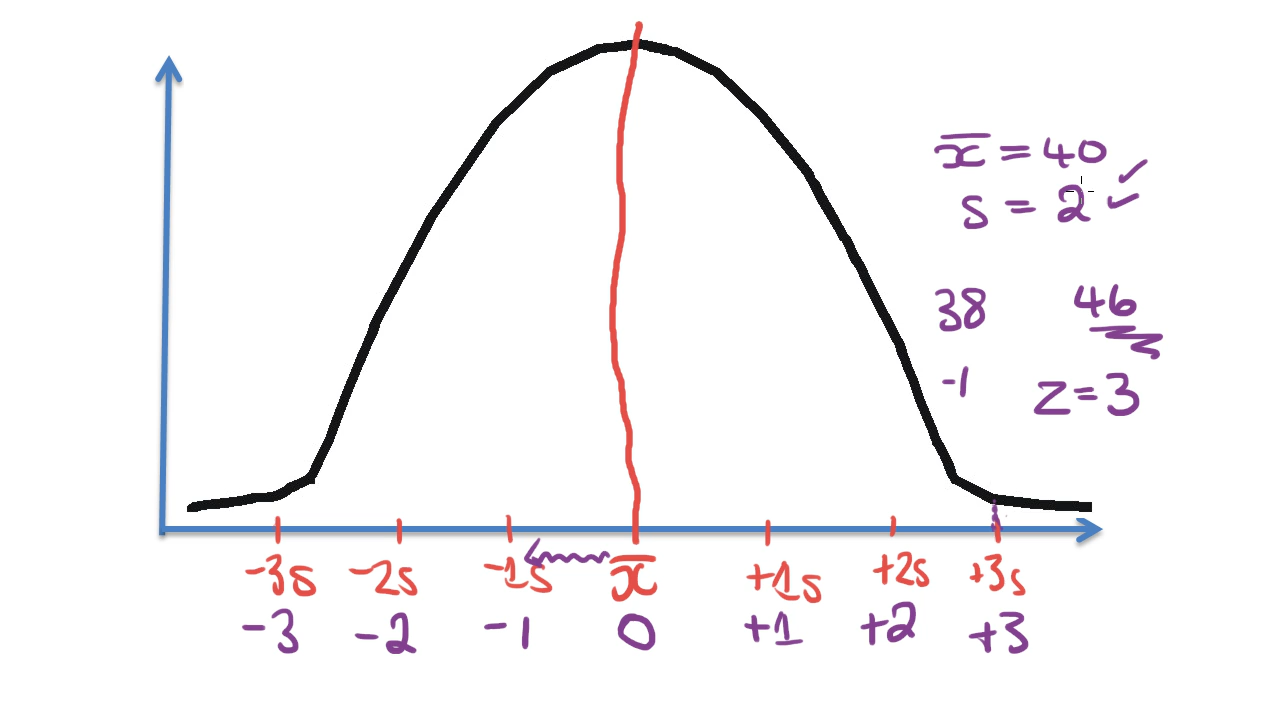 x̅ = 40
s = 2
38 46
-1 z=3
-3s -2s -1s x̅ +1s +2s +3s
-3 -2 -1 0 +1 +2 +3